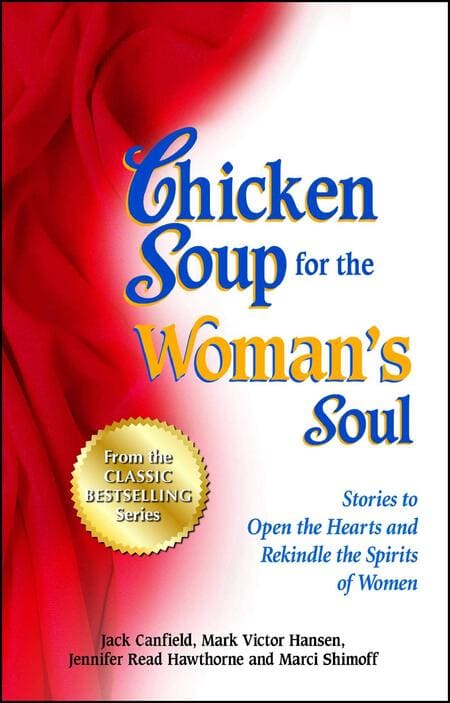 Chicken
Soup for the
Woman's
Soul
From the
CLASSIC
BESTSELLING
Series
Stories to
Open the Hearts and
Rekindle the Spirits
of Women
Jack Canfield, Mark Victor Hansen,
Jennifer Read Hawthorne and Marci Shimoff